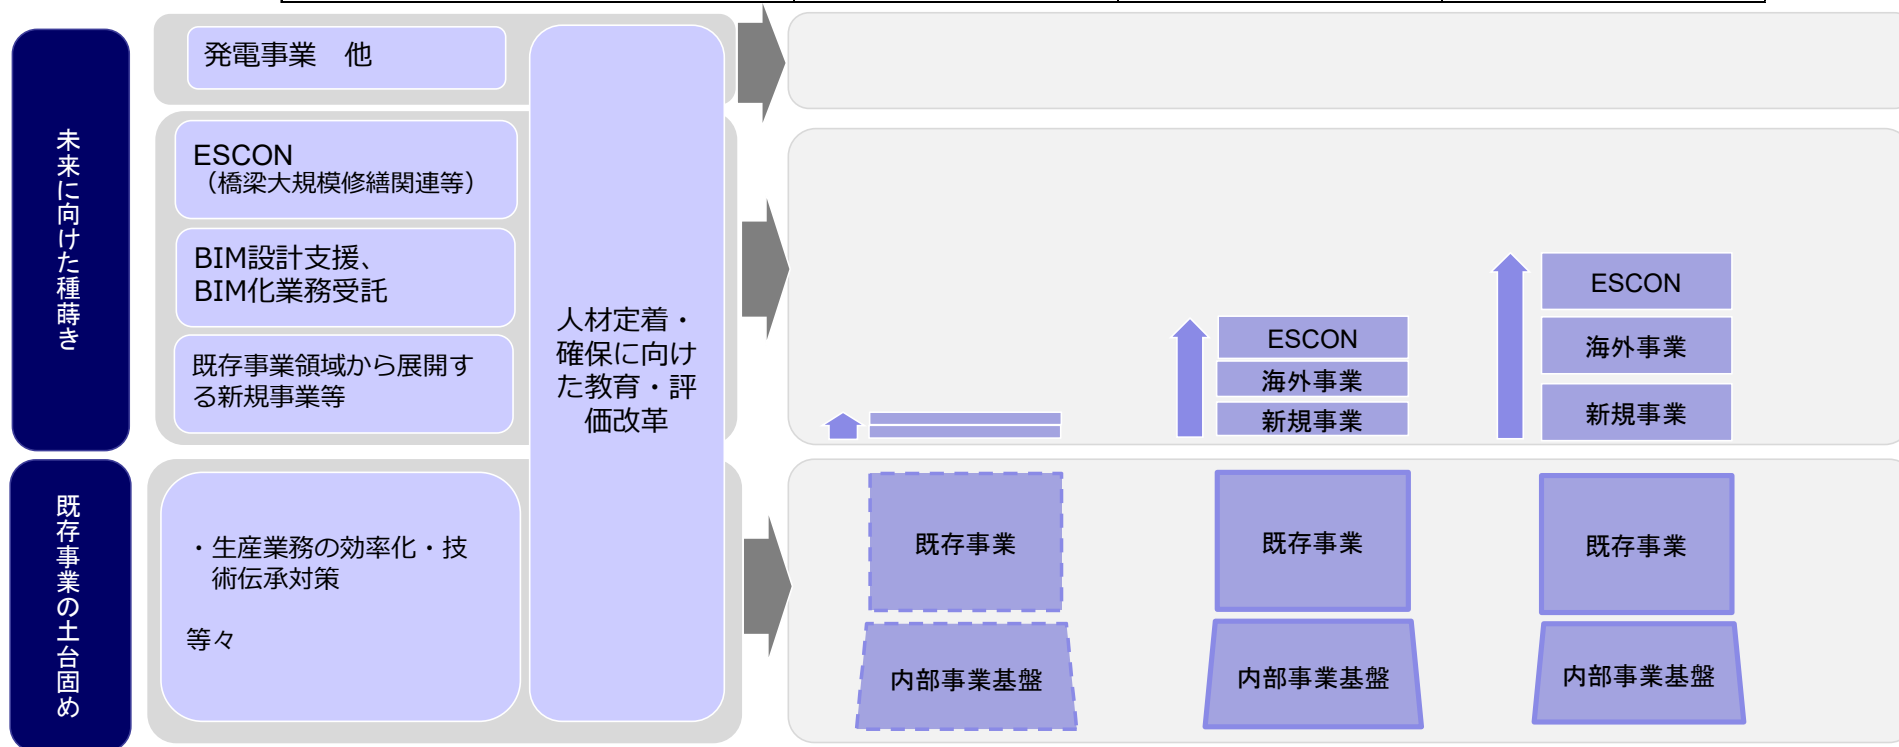 未来に向けた種蒔き
発電事業　他
ESCON
（橋梁大規模修繕関連等）
BIM設計支援、
BIM化業務受託
既存事業領域から展開す
る新規事業等
人材定着・
確保に向け
た教育・評
価改革
ESCON
海外事業
新規事業
ESCON
海外事業
新規事業
既存事業の土台固め
・生産業務の効率化・技
術伝承対策
等々
既存事業
内部事業基盤
既存事業
内部事業基盤
既存事業
内部事業基盤